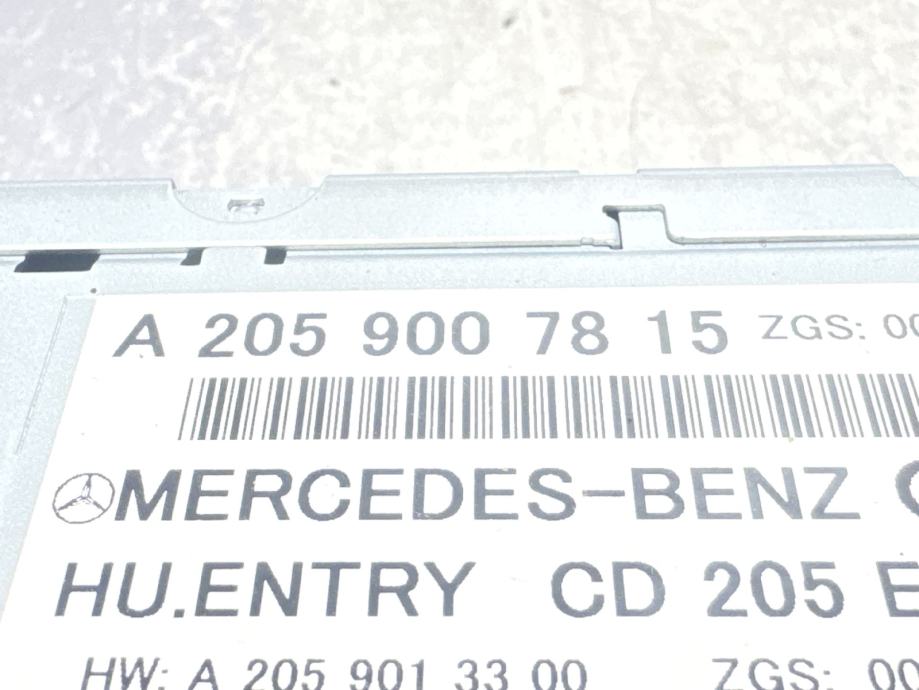 A 205 900 78 15 ZGS: 00
MERCEDES-BENZ
HU.ENTRY CD 205 E
HW: A 205 901 33 00 ZGS: 00